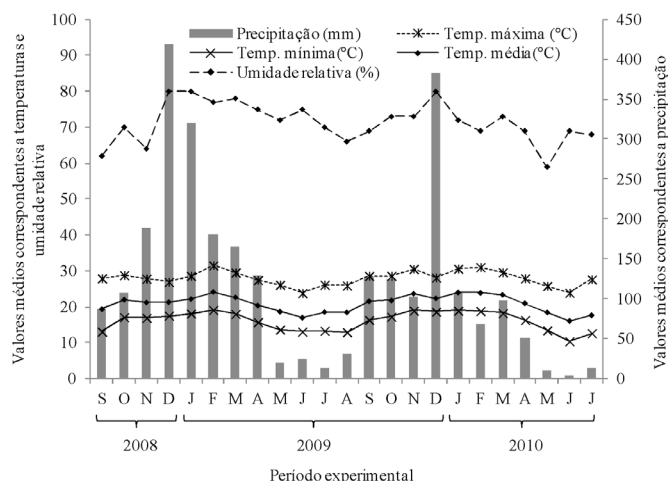 Precipitação (mm)
Temp. máxima (°C)
Temp. mínima (°C)
Temp. média (°C)
Umidade relativa (%)
Valores médios correspondentes a temperaturas e
umidade relativa
100
90
80
70
60
50
40
30
20
10
0
450
400
350
300
250
200
150
100
50
0
Valores médio correspondentes a precipitação
S O N D J F M A M J J A S O N D J F M A M J J
2008 2009 2010
Período experimental